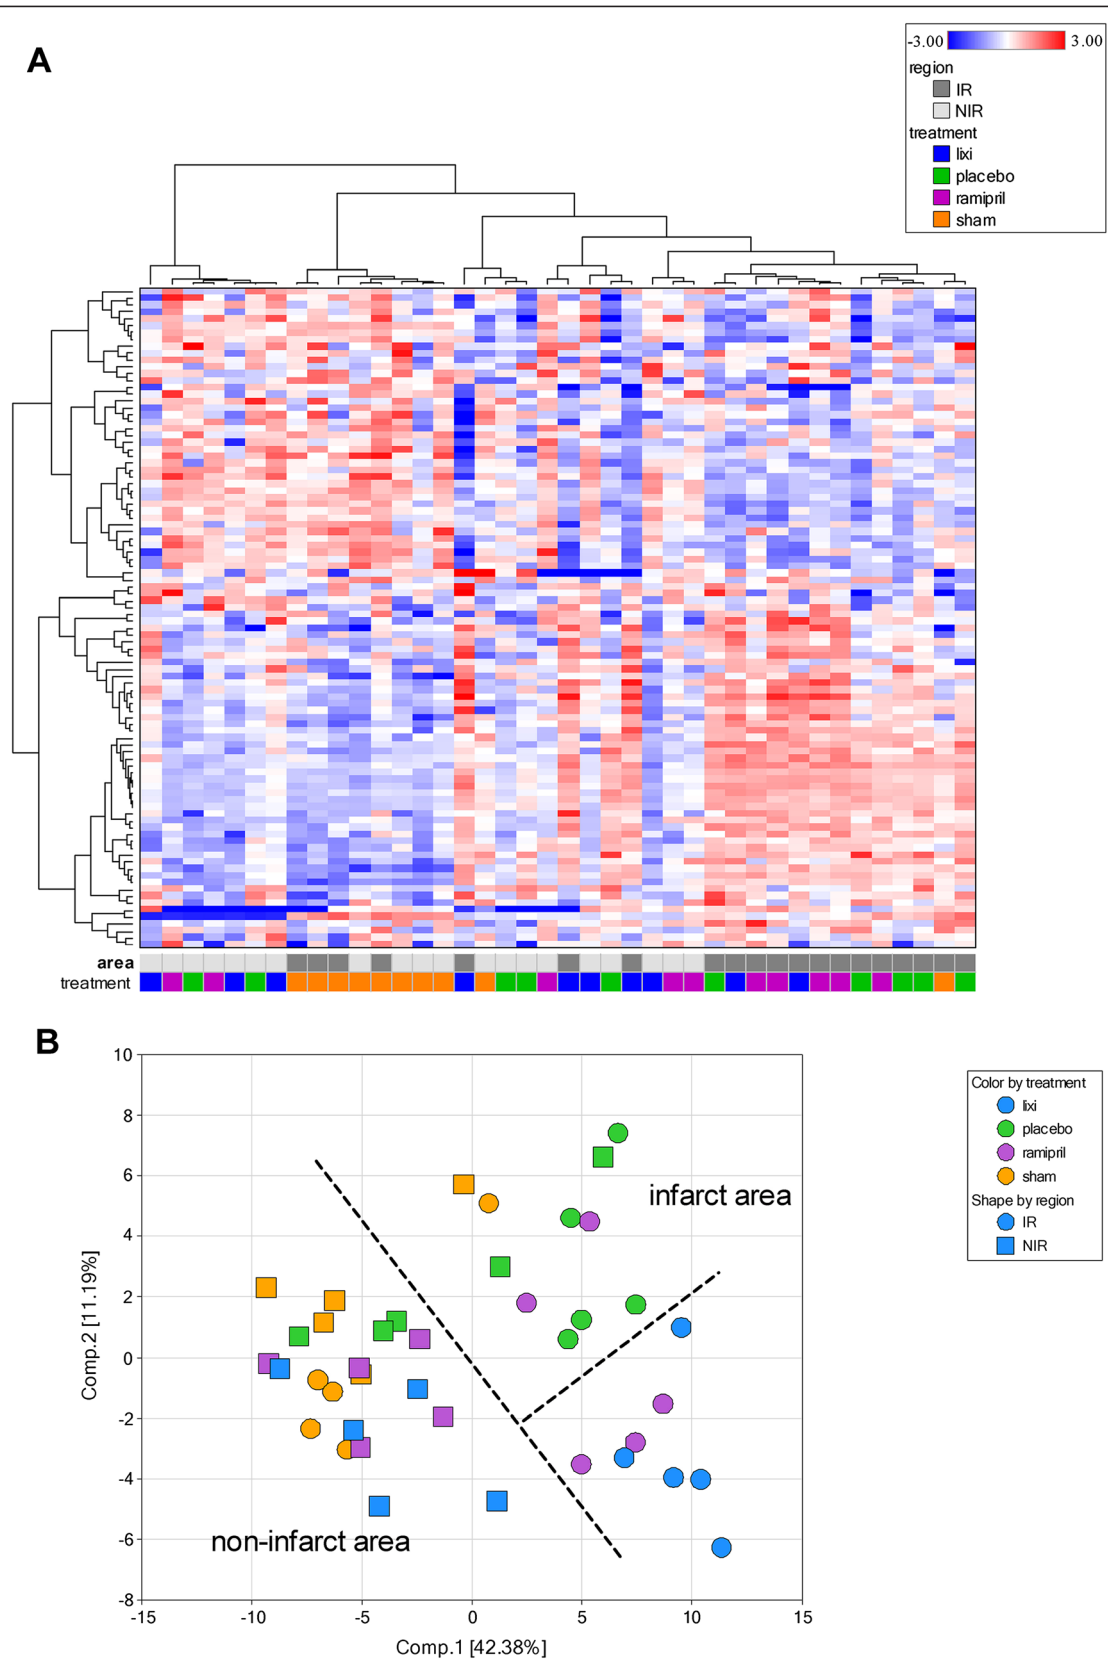 A
-3.00 3.00
region
IR
NIR
treatment
lixi
placebo
ramipril
sham
area
treatment
B
10
8
6
4
2
0
-2
-4
-6
-8
-15 -10 -5 0 5 10 15
Comp.2 [11.19%]
Comp.1 [42.38%]
infarct area
non-infarct area
Color by treatment
lixi
placebo
ramipril
sham
Shape by region
IR
NIR